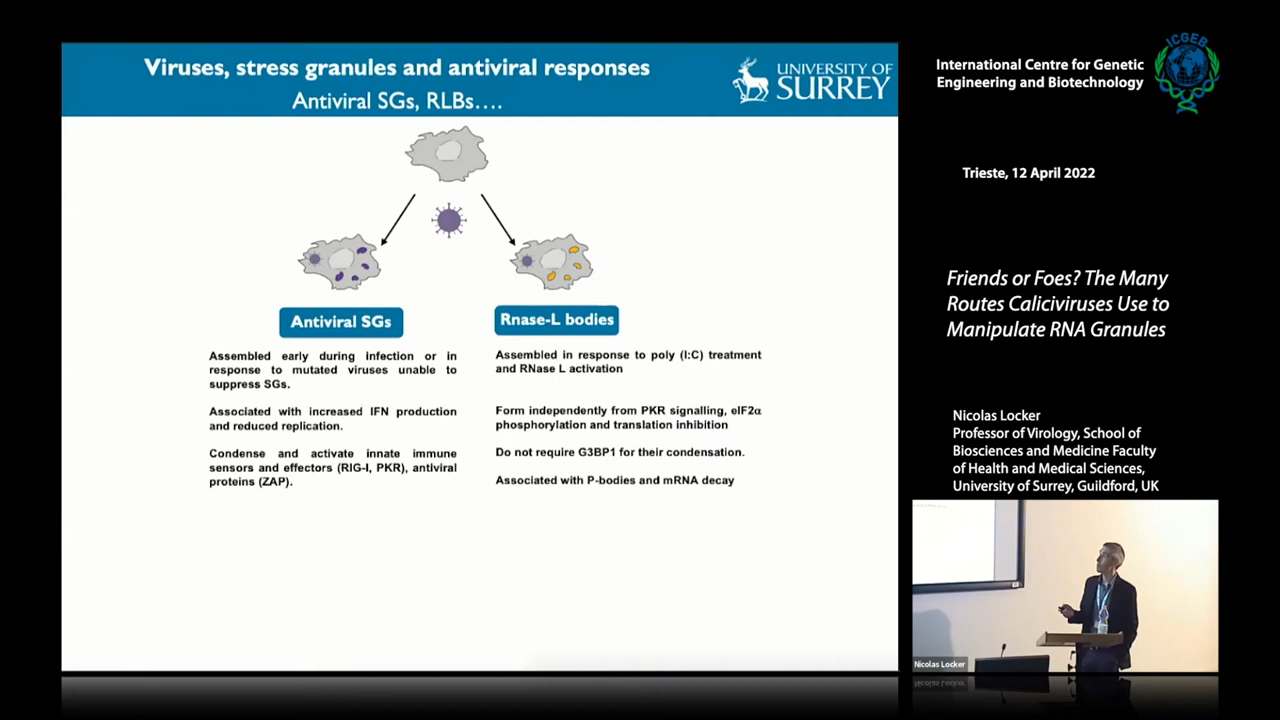 Viruses, stress granules and antiviral responses
Antiviral SGs, RLBs….
UNIVERSITY OF
SURREY
Antiviral SGs
Assembled early during infection or in
response to mutated viruses unable to
suppress SGs.
Associated with increased IFN production
and reduced replication.
Condense and activate innate immune
sensors and effectors (RIG-I, PKR), antiviral
proteins (ZAP).
Rnase-L bodies
Assembled in response to poly (I:C) treatment
and RNase L activation
Form independently from PKR signalling, eIF2α
phosphorylation and translation inhibition
Do not require G3BP1 for their condensation.
Associated with P-bodies and mRNA decay
International Centre for Genetic
Engineering and Biotechnology
ICGEB
Trieste, 12 April 2022
Friends or Foes? The Many
Routes Caliciviruses Use to
Manipulate RNA Granules
Nicolas Locker
Professor of Virology, School of
Biosciences and Medicine Faculty
of Health and Medical Sciences,
University of Surrey, Guildford, UK
Nicolas Locker